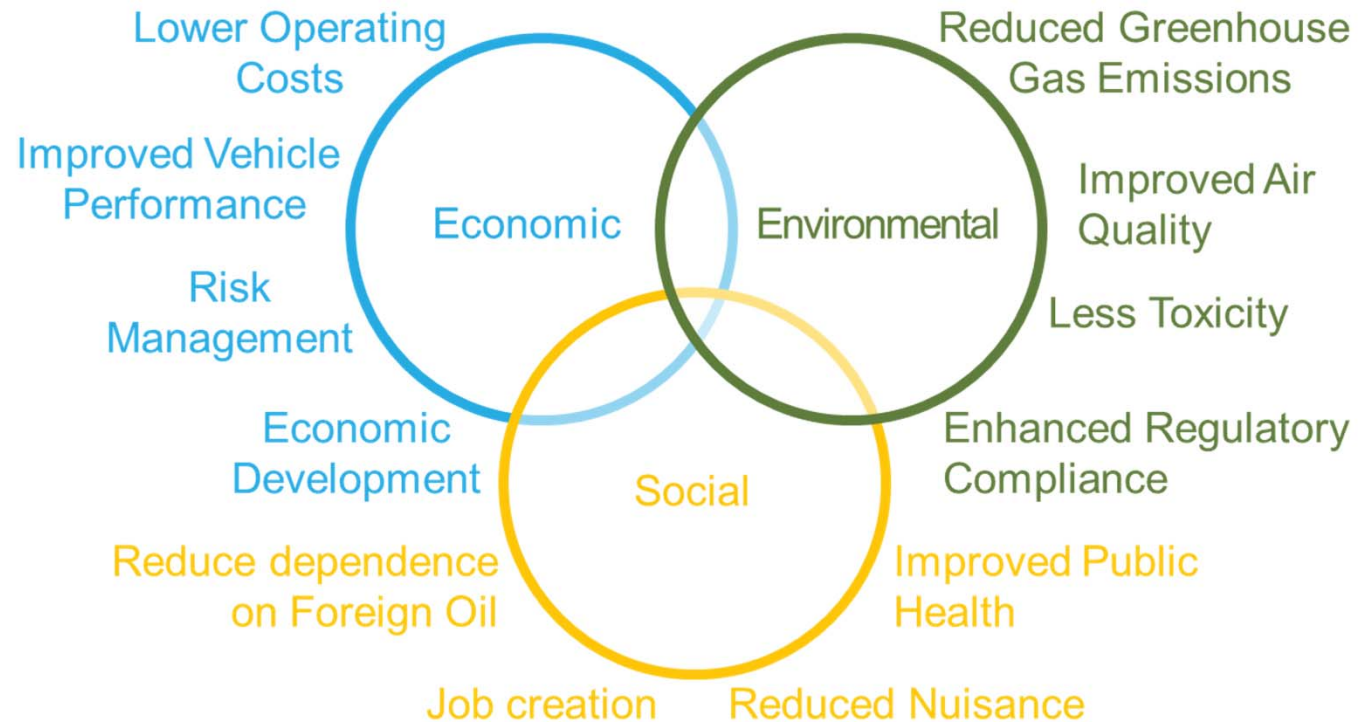 Lower Operating
Costs
Improved Vehicle
Performance
Risk
Management
Economic
Development
Economic
Environmental
Social
Reduced Greenhouse
Gas Emissions
Improved Air
Quality
Less Toxicity
Enhanced Regulatory
Compliance
Reduce dependence
on Foreign Oil
Improved Public
Health
Job creation
Reduced Nuisance